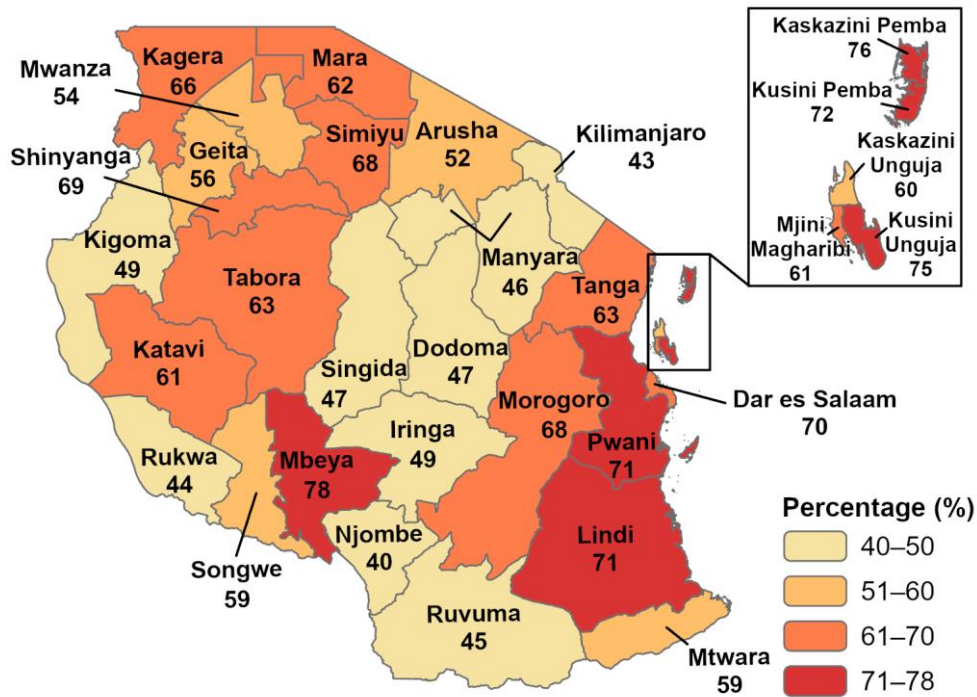 Kagera
66
Mara
62
Mwanza
54
Simiyu
68
Arusha
52
Kilimanjaro
43
Geita
56
Shinyanga
69
Kigoma
49
Tabora
63
Manyara
46
Tanga
63
Katavi
61
Singida
47
Dodoma
47
Morogoro
68
Dar es Salaam
70
Pwani
71
Rukwa
44
Mbeya
78
Iringa
49
Njombe
40
Lindi
71
Songwe
59
Ruvuma
45
Mtwara
59
Kaskazini Pemba
76
Kusini Pemba
72
Kaskazini
Unguja
60
Mjini
Magharibi
61
Kusini
Unguja
75
Percentage (%)
40–50
51–60
61–70
71–78